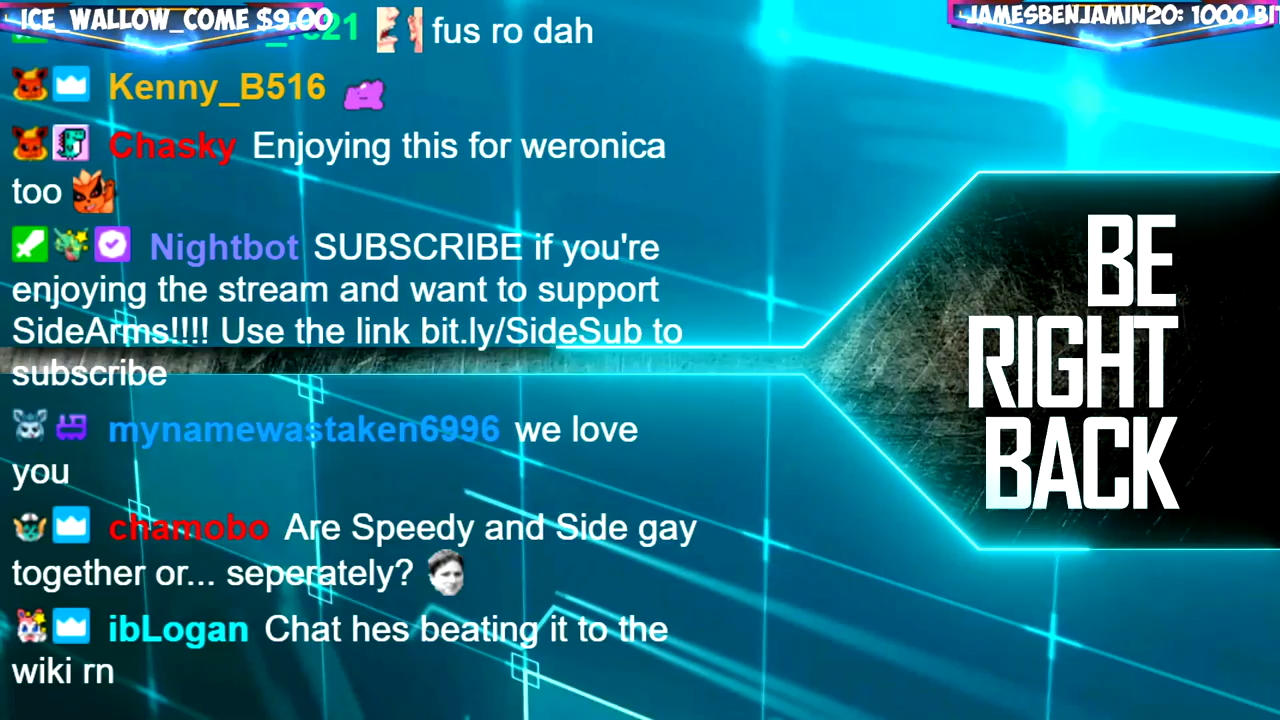 ICE_WALLOW_COME $9.00
JAMESBENJAMIN20: 1000 BI
fus ro dah
Kenny_B516
Chasky Enjoying this for weronica
too
Nightbot SUBSCRIBE if you're
enjoying the stream and want to support
SideArms!!!! Use the link bit.ly/SideSub to
subscribe
mynamewastaken6996 we love
you
chamobo Are Speedy and Side gay
together or... seperately?
ibLogan Chat hes beating it to the
wiki rn
BE
RIGHT
BACK